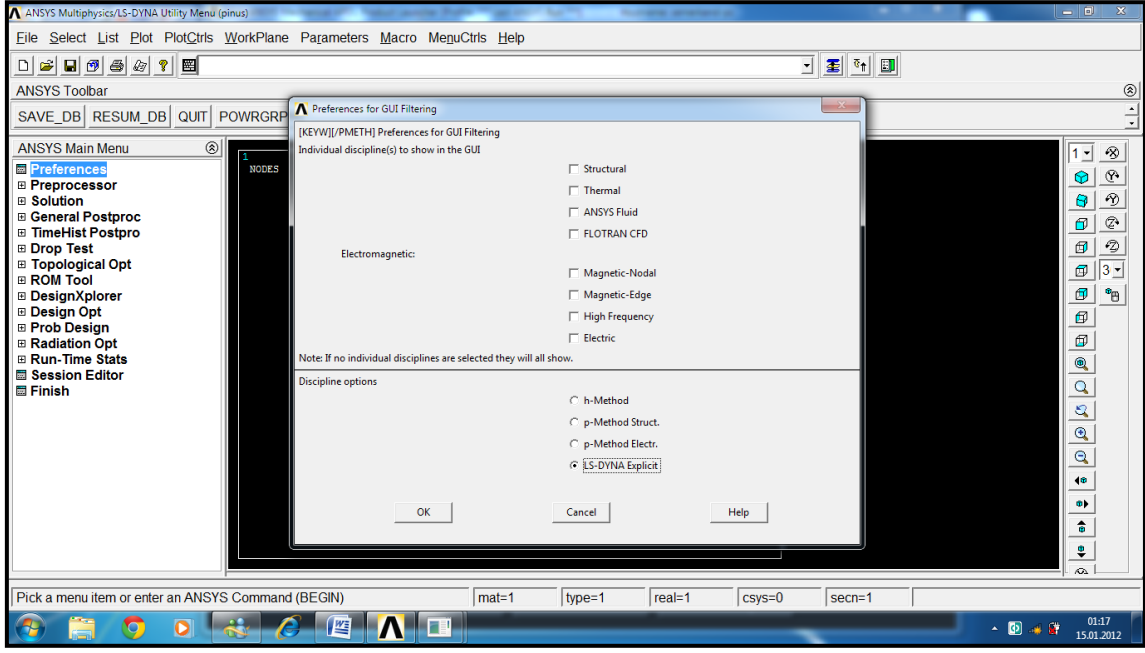 ANSYS Multiphysics/LS-DYNA Utility Menu (pinus)
File Select List Plot PlotCtrls WorkPlane Parameters Macro MenuCtrls Help
ANSYS Toolbar
SAVE_DB RESUM_DB QUIT POWRGRP
ANSYS Main Menu
Preferences
Preprocessor
Solution
General Postproc
TimeHist Postpro
Drop Test
Topological Opt
ROM Tool
DesignXplorer
Design Opt
Prob Design
Radiation Opt
Run-Time Stats
Session Editor
Finish
1
NODES
Preferences for GUI Filtering
[KEYW][/PMETH] Preferences for GUI Filtering
Individual discipline(s) to show in the GUI
Structural
Thermal
ANSYS Fluid
FLOTRAN CFD
Electromagnetic:
Magnetic-Nodal
Magnetic-Edge
High Frequency
Electric
Note: If no individual disciplines are selected they will all show.
Discipline options
h-Method
p-Method Struct.
p-Method Electr.
LS-DYNA Explicit
OK Cancel Help
1
3
Pick a menu item or enter an ANSYS Command (BEGIN) mat=1 type=1 real=1 csys=0 secn=1
01:17
15.01.2012